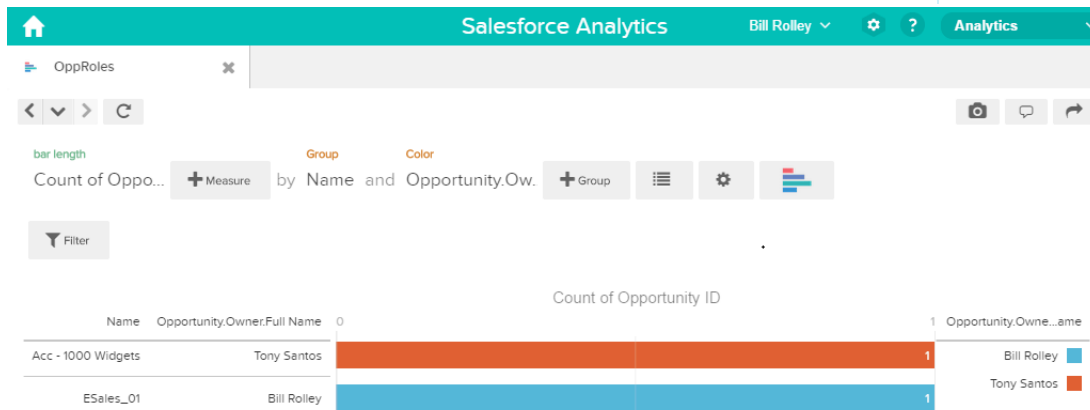 Salesforce Analytics Bill Rolley ? Analytics
OppRoles
bar length Group Color
Count of Oppo... Measure by Name and Opportunity.Ow.. Group
Filter
Count of Opportunity ID
Name Opportunity.Owner.Full Name 0 1 Opportunity.Owne...ame
Acc - 1000 Widgets Tony Santos 1 Bill Rolley
Tony Santos
ESales_01 Bill Rolley 1